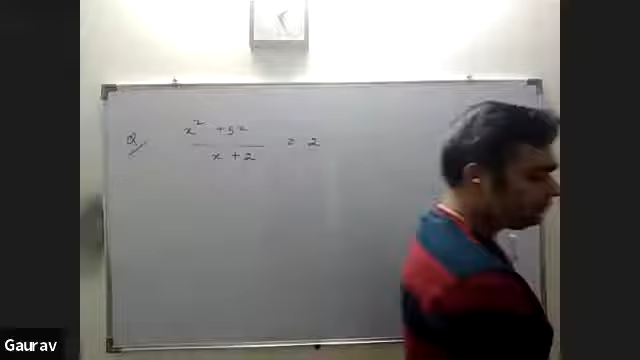 Q. x² + 5x / x + 2 = 2
Gaurav